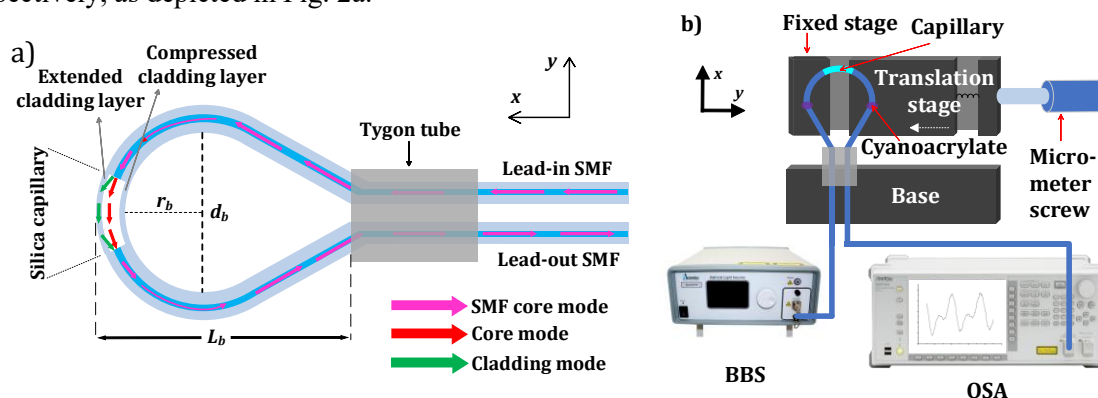 ectively, as depicted in Fig. 2a.
a)
Compressed
cladding layer
Extended
cladding layer
y
x
Tygon tube
Silica capillary
r_b
d_b
Lead-in SMF
Lead-out SMF
L_b
SMF core mode
Core mode
Cladding mode
b)
Fixed stage
Capillary
x
y
Translation
stage
Cyanoacrylate
Micro-
meter
screw
Base
BBS
OSA